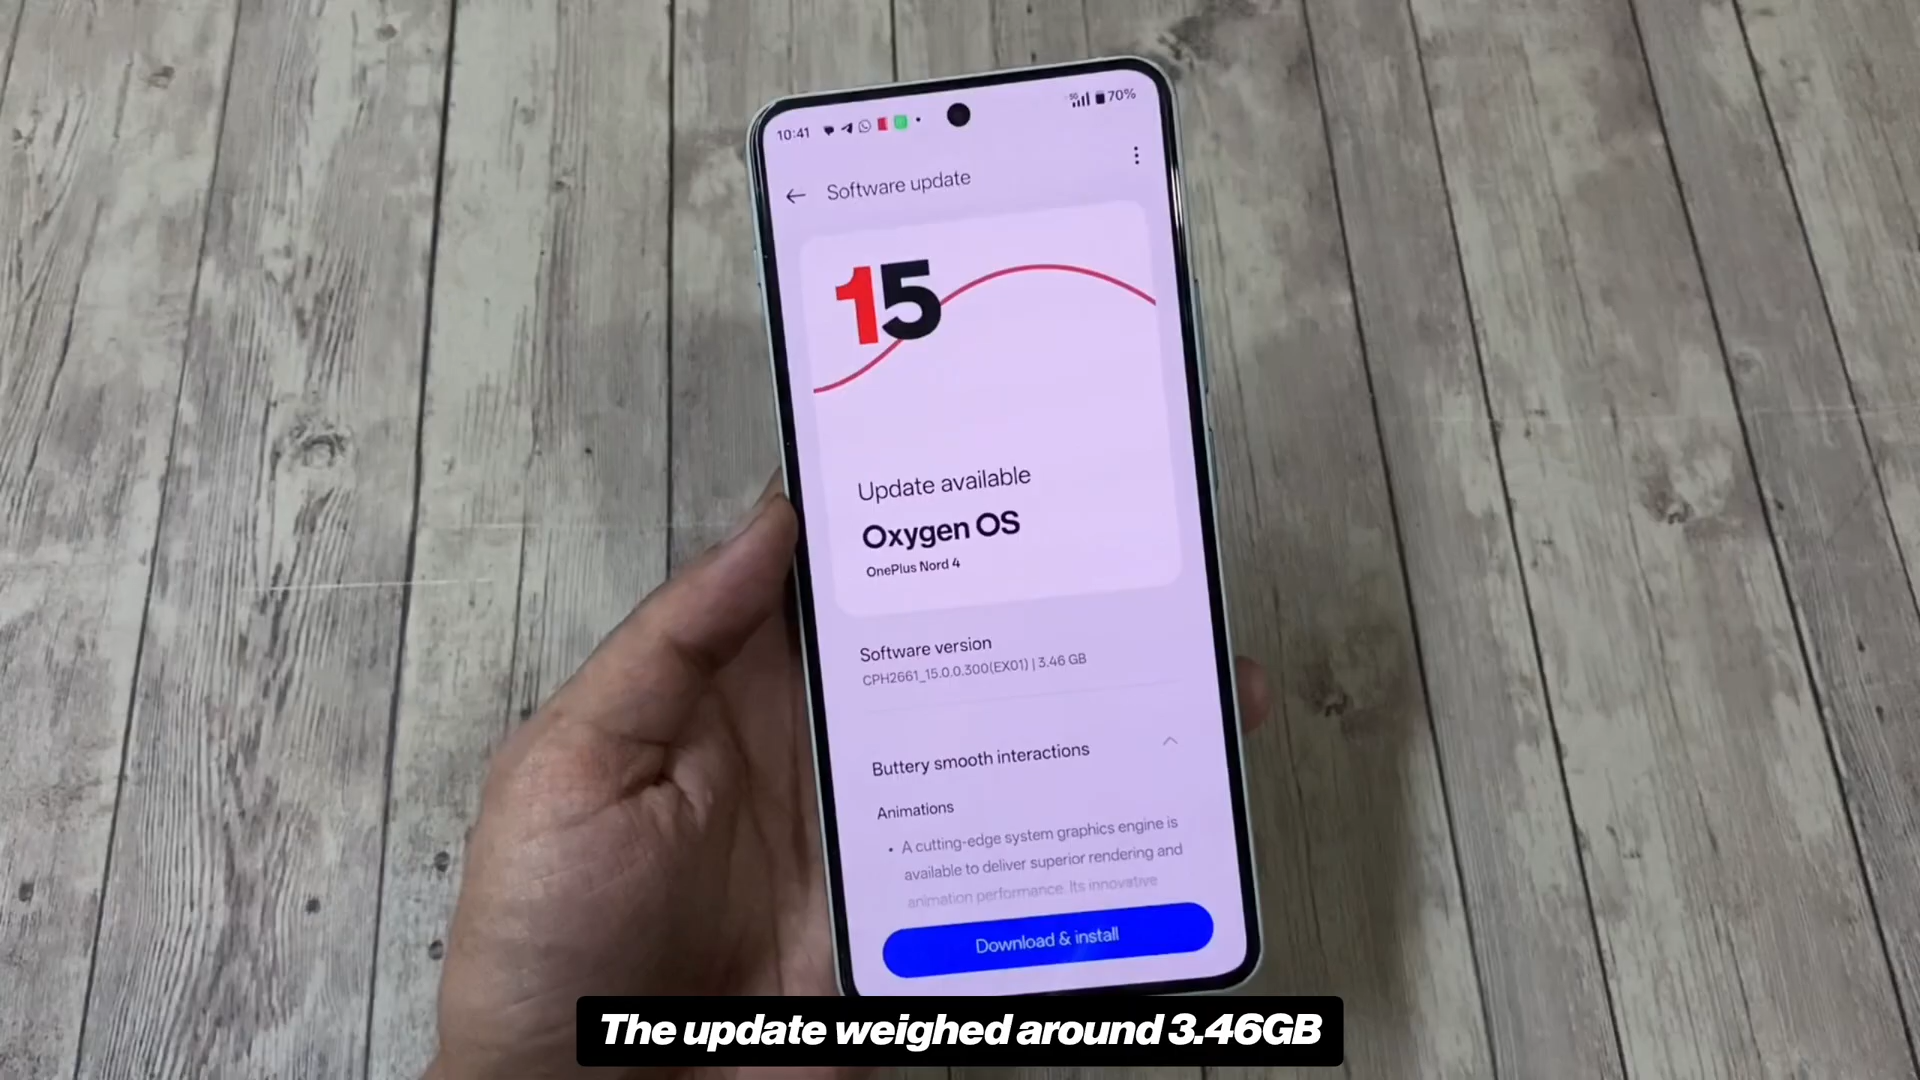 10:41
5G
70%
Software update
15
Update available
Oxygen OS
OnePlus Nord 4
Software version
CPH2661_15.0.0.300(EX01) | 3.46 GB
Buttery smooth interactions
Animations
• A cutting-edge system graphics engine is
available to deliver superior rendering and
animation performance. Its innovative
Download & install
The update weighed around 3.46GB